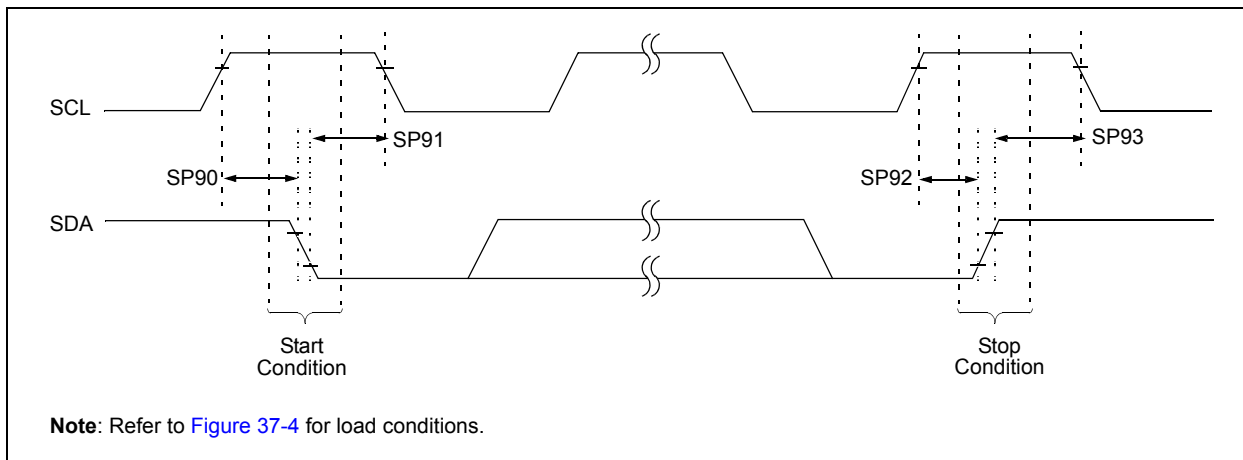 SCL
SP91
SP93
SP90
SP92
SDA
Start
Condition
Stop
Condition
Note: Refer to Figure 37-4 for load conditions.